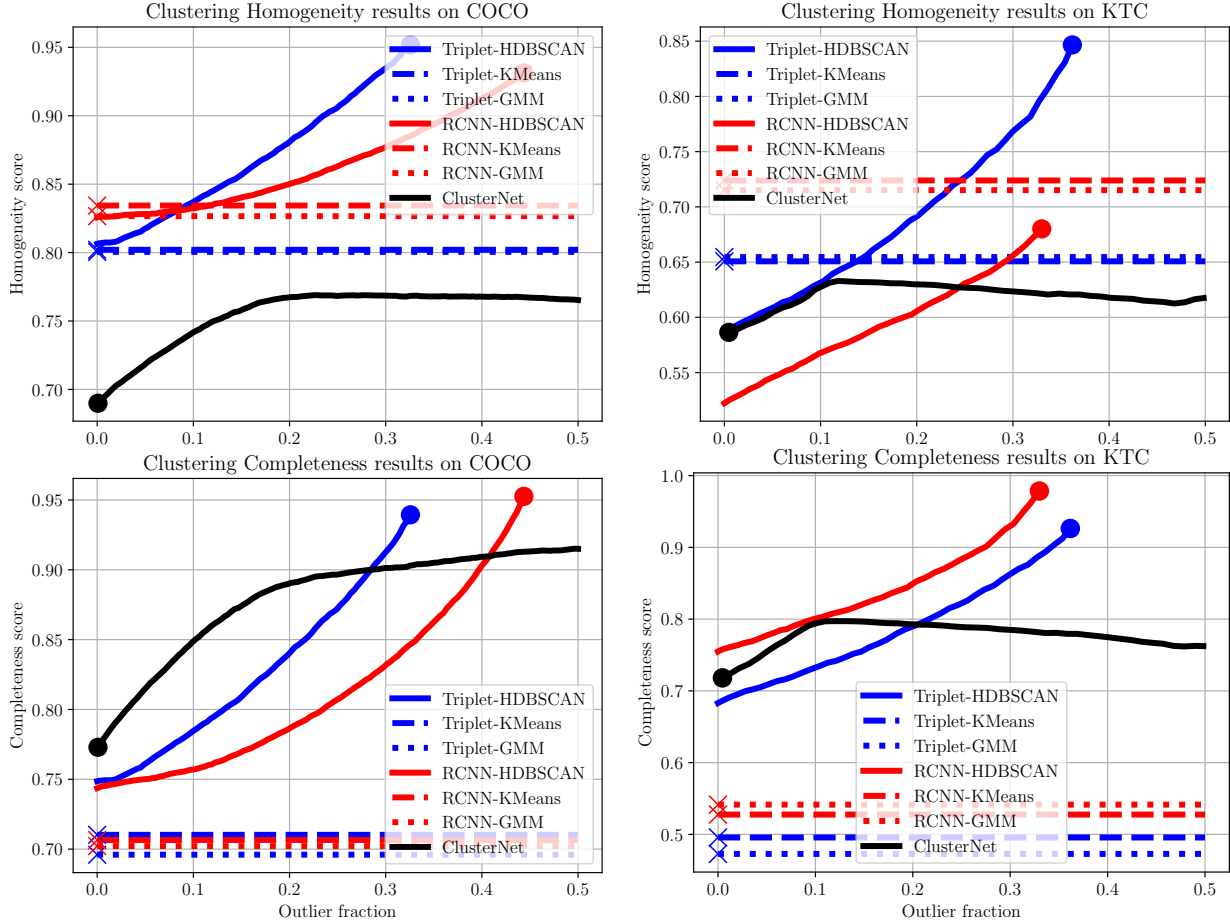 Clustering Homogeneity results on COCO
Homogeneity score
0.95
0.90
0.85
0.80
0.75
0.70
0.0 0.1 0.2 0.3 0.4 0.5
Triplet-HDBSCAN
Triplet-KMeans
Triplet-GMM
RCNN-HDBSCAN
RCNN-KMeans
RCNN-GMM
ClusterNet
Clustering Homogeneity results on KTC
Homogeneity score
0.85
0.80
0.75
0.70
0.65
0.60
0.55
0.0 0.1 0.2 0.3 0.4 0.5
Triplet-HDBSCAN
Triplet-KMeans
Triplet-GMM
RCNN-HDBSCAN
RCNN-KMeans
RCNN-GMM
ClusterNet
Clustering Completeness results on COCO
Completeness score
0.95
0.90
0.85
0.80
0.75
0.70
0.0 0.1 0.2 0.3 0.4 0.5
Outlier fraction
Triplet-HDBSCAN
Triplet-KMeans
Triplet-GMM
RCNN-HDBSCAN
RCNN-KMeans
RCNN-GMM
ClusterNet
Clustering Completeness results on KTC
Completeness score
1.0
0.9
0.8
0.7
0.6
0.5
0.0 0.1 0.2 0.3 0.4 0.5
Outlier fraction
Triplet-HDBSCAN
Triplet-KMeans
Triplet-GMM
RCNN-HDBSCAN
RCNN-KMeans
RCNN-GMM
ClusterNet